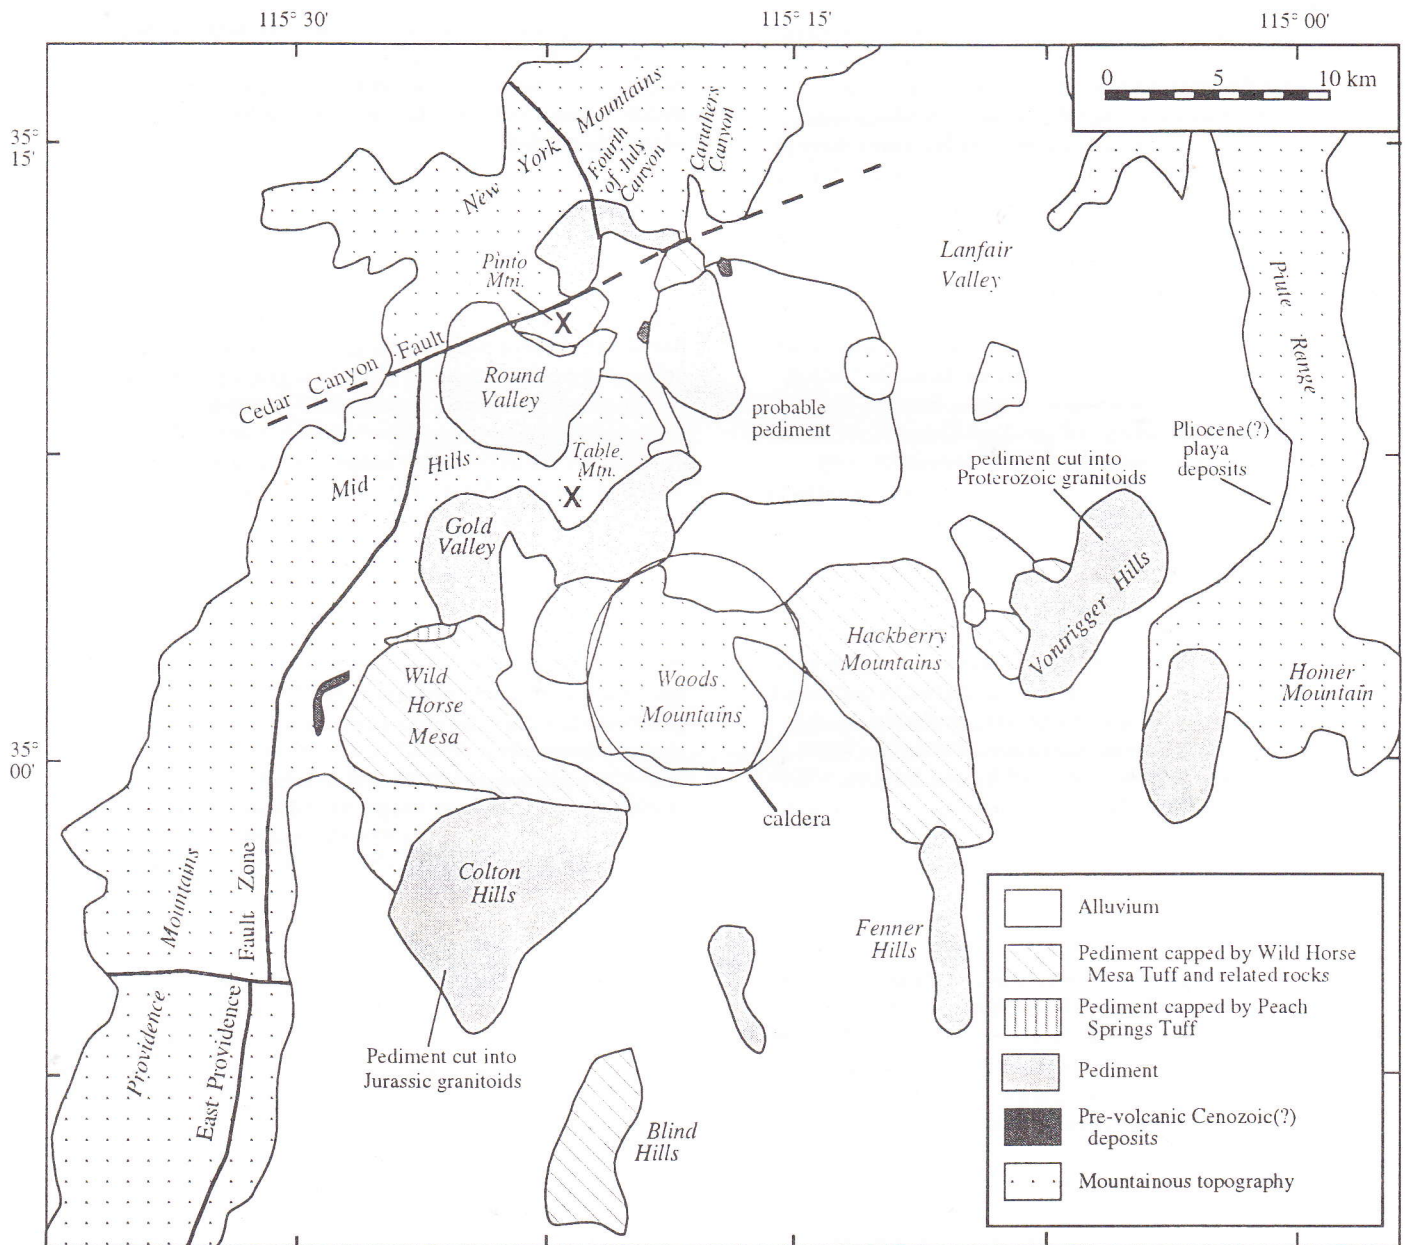 115° 30'
115° 15'
115° 00'
0 5 10 km
35°
15'
New York Mountains
Fourth
of July
Canyon
Caruthers
Canyon
Lanfair
Valley
Pinto
Mtn.
X
Piute Range
Cedar Canyon Fault
Round
Valley
probable
pediment
Pliocene(?)
playa
deposits
Mid Hills
Table
Mtn.
X
pediment cut into
Proterozoic granitoids
Gold
Valley
Vontrigger Hills
Hackberry
Mountains
Wild
Horse
Mesa
Woods
Mountains
Homer
Mountain
35°
00'
caldera
Colton
Hills
Providence Mountains
East Providence Fault Zone
Fenner
Hills
Pediment cut into
Jurassic granitoids
Blind
Hills
Alluvium
Pediment capped by Wild Horse
Mesa Tuff and related rocks
Pediment capped by Peach
Springs Tuff
Pediment
Pre-volcanic Cenozoic(?)
deposits
Mountainous topography